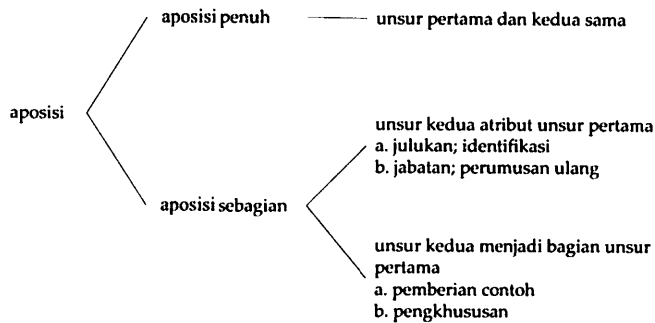 aposisi penuh
unsur pertama dan kedua sama
aposisi
unsur kedua atribut unsur pertama
a. julukan; identifikasi
b. jabatan; perumusan ulang
aposisi sebagian
unsur kedua menjadi bagian unsur
pertama
a. pemberian contoh
b. pengkhususan